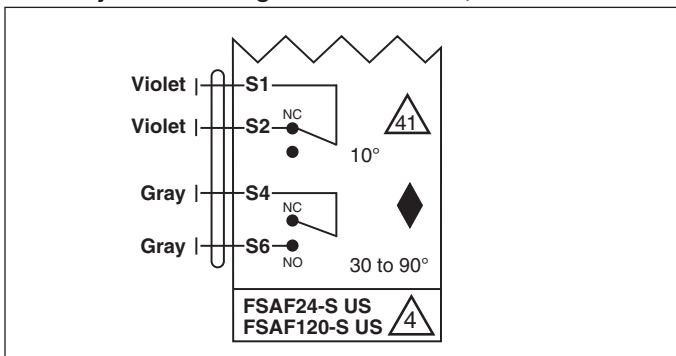 Violet S1
Violet S2 NC
41
10°
Gray S4
NC
Gray S6
NO
30 to 90°
FSAF24-S US
FSAF120-S US
4